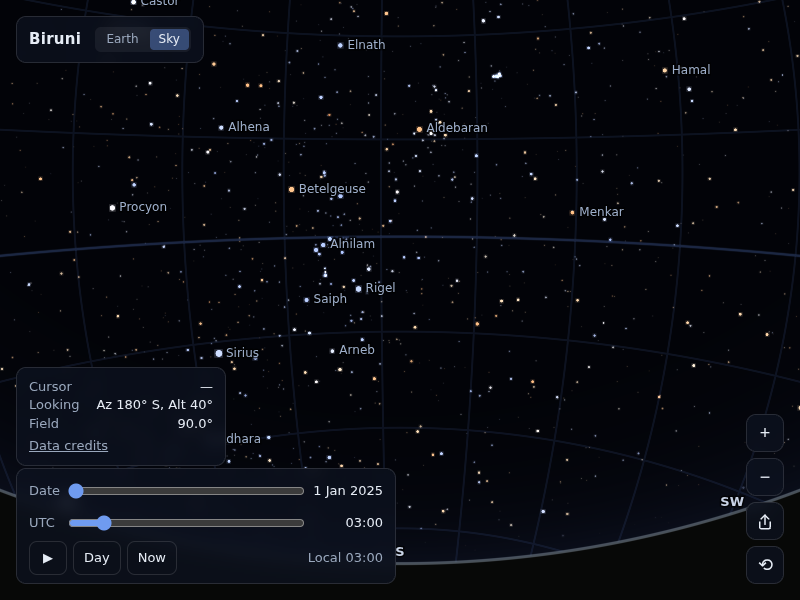 Castor
Biruni Earth Sky
Elnath
Hamal
Alhena
Aldebaran
Betelgeuse
Procyon
Menkar
Alnilam
Rigel
Saiph
Sirius
Arneb
Cursor —
Looking Az 180° S, Alt 40°
Field 90.0°
Data credits
dhara
Date 1 Jan 2025
UTC 03:00
▶ Day Now Local 03:00
S
SW
+
−